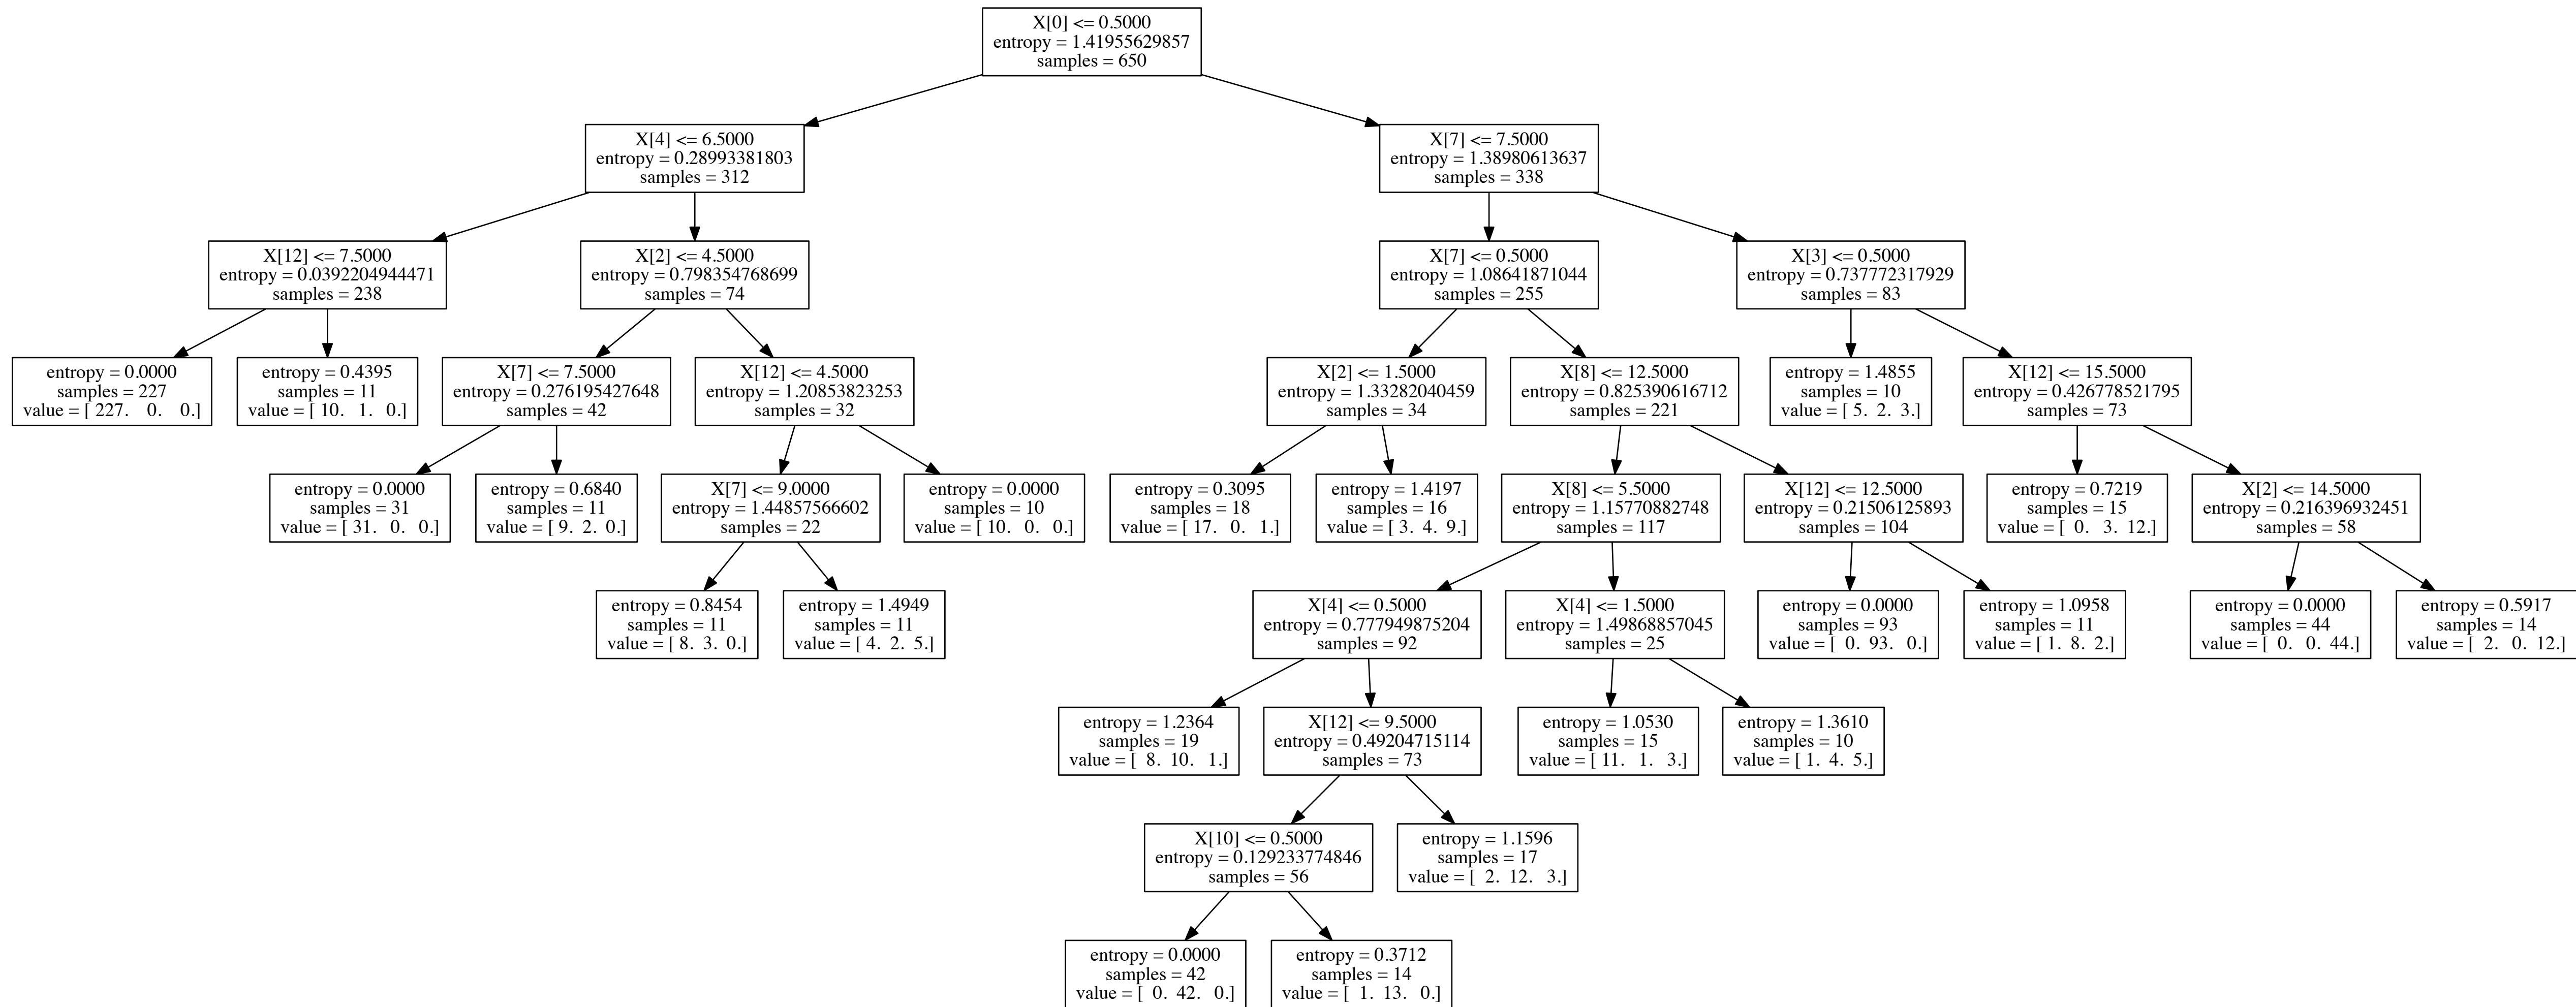 X[0] <= 0.5000
entropy = 1.41955629857
samples = 650
X[4] <= 6.5000
entropy = 0.28993381803
samples = 312
X[7] <= 7.5000
entropy = 1.38980613637
samples = 338
X[12] <= 7.5000
entropy = 0.0392204944471
samples = 238
X[2] <= 4.5000
entropy = 0.798354768699
samples = 74
X[7] <= 0.5000
entropy = 1.08641871044
samples = 255
X[3] <= 0.5000
entropy = 0.737772317929
samples = 83
entropy = 0.0000
samples = 227
value = [ 227. 0. 0.]
entropy = 0.4395
samples = 11
value = [ 10. 1. 0.]
X[7] <= 7.5000
entropy = 0.276195427648
samples = 42
X[12] <= 4.5000
entropy = 1.20853823253
samples = 32
X[2] <= 1.5000
entropy = 1.33282040459
samples = 34
X[8] <= 12.5000
entropy = 0.825390616712
samples = 221
entropy = 1.4855
samples = 10
value = [ 5. 2. 3.]
X[12] <= 15.5000
entropy = 0.426778521795
samples = 73
entropy = 0.0000
samples = 31
value = [ 31. 0. 0.]
entropy = 0.6840
samples = 11
value = [ 9. 2. 0.]
X[7] <= 9.0000
entropy = 1.44857566602
samples = 22
entropy = 0.0000
samples = 10
value = [ 10. 0. 0.]
entropy = 0.3095
samples = 18
value = [ 17. 0. 1.]
entropy = 1.4197
samples = 16
value = [ 3. 4. 9.]
X[8] <= 5.5000
entropy = 1.15770882748
samples = 117
X[12] <= 12.5000
entropy = 0.21506125893
samples = 104
entropy = 0.7219
samples = 15
value = [ 0. 3. 12.]
X[2] <= 14.5000
entropy = 0.216396932451
samples = 58
entropy = 0.8454
samples = 11
value = [ 8. 3. 0.]
entropy = 1.4949
samples = 11
value = [ 4. 2. 5.]
X[4] <= 0.5000
entropy = 0.777949875204
samples = 92
X[4] <= 1.5000
entropy = 1.49868857045
samples = 25
entropy = 0.0000
samples = 93
value = [ 0. 93. 0.]
entropy = 1.0958
samples = 11
value = [ 1. 8. 2.]
entropy = 0.0000
samples = 44
value = [ 0. 0. 44.]
entropy = 0.5917
samples = 14
value = [ 2. 0. 12.]
entropy = 1.2364
samples = 19
value = [ 8. 10. 1.]
X[12] <= 9.5000
entropy = 0.49204715114
samples = 73
entropy = 1.0530
samples = 15
value = [ 11. 1. 3.]
entropy = 1.3610
samples = 10
value = [ 1. 4. 5.]
X[10] <= 0.5000
entropy = 0.129233774846
samples = 56
entropy = 1.1596
samples = 17
value = [ 2. 12. 3.]
entropy = 0.0000
samples = 42
value = [ 0. 42. 0.]
entropy = 0.3712
samples = 14
value = [ 1. 13. 0.]